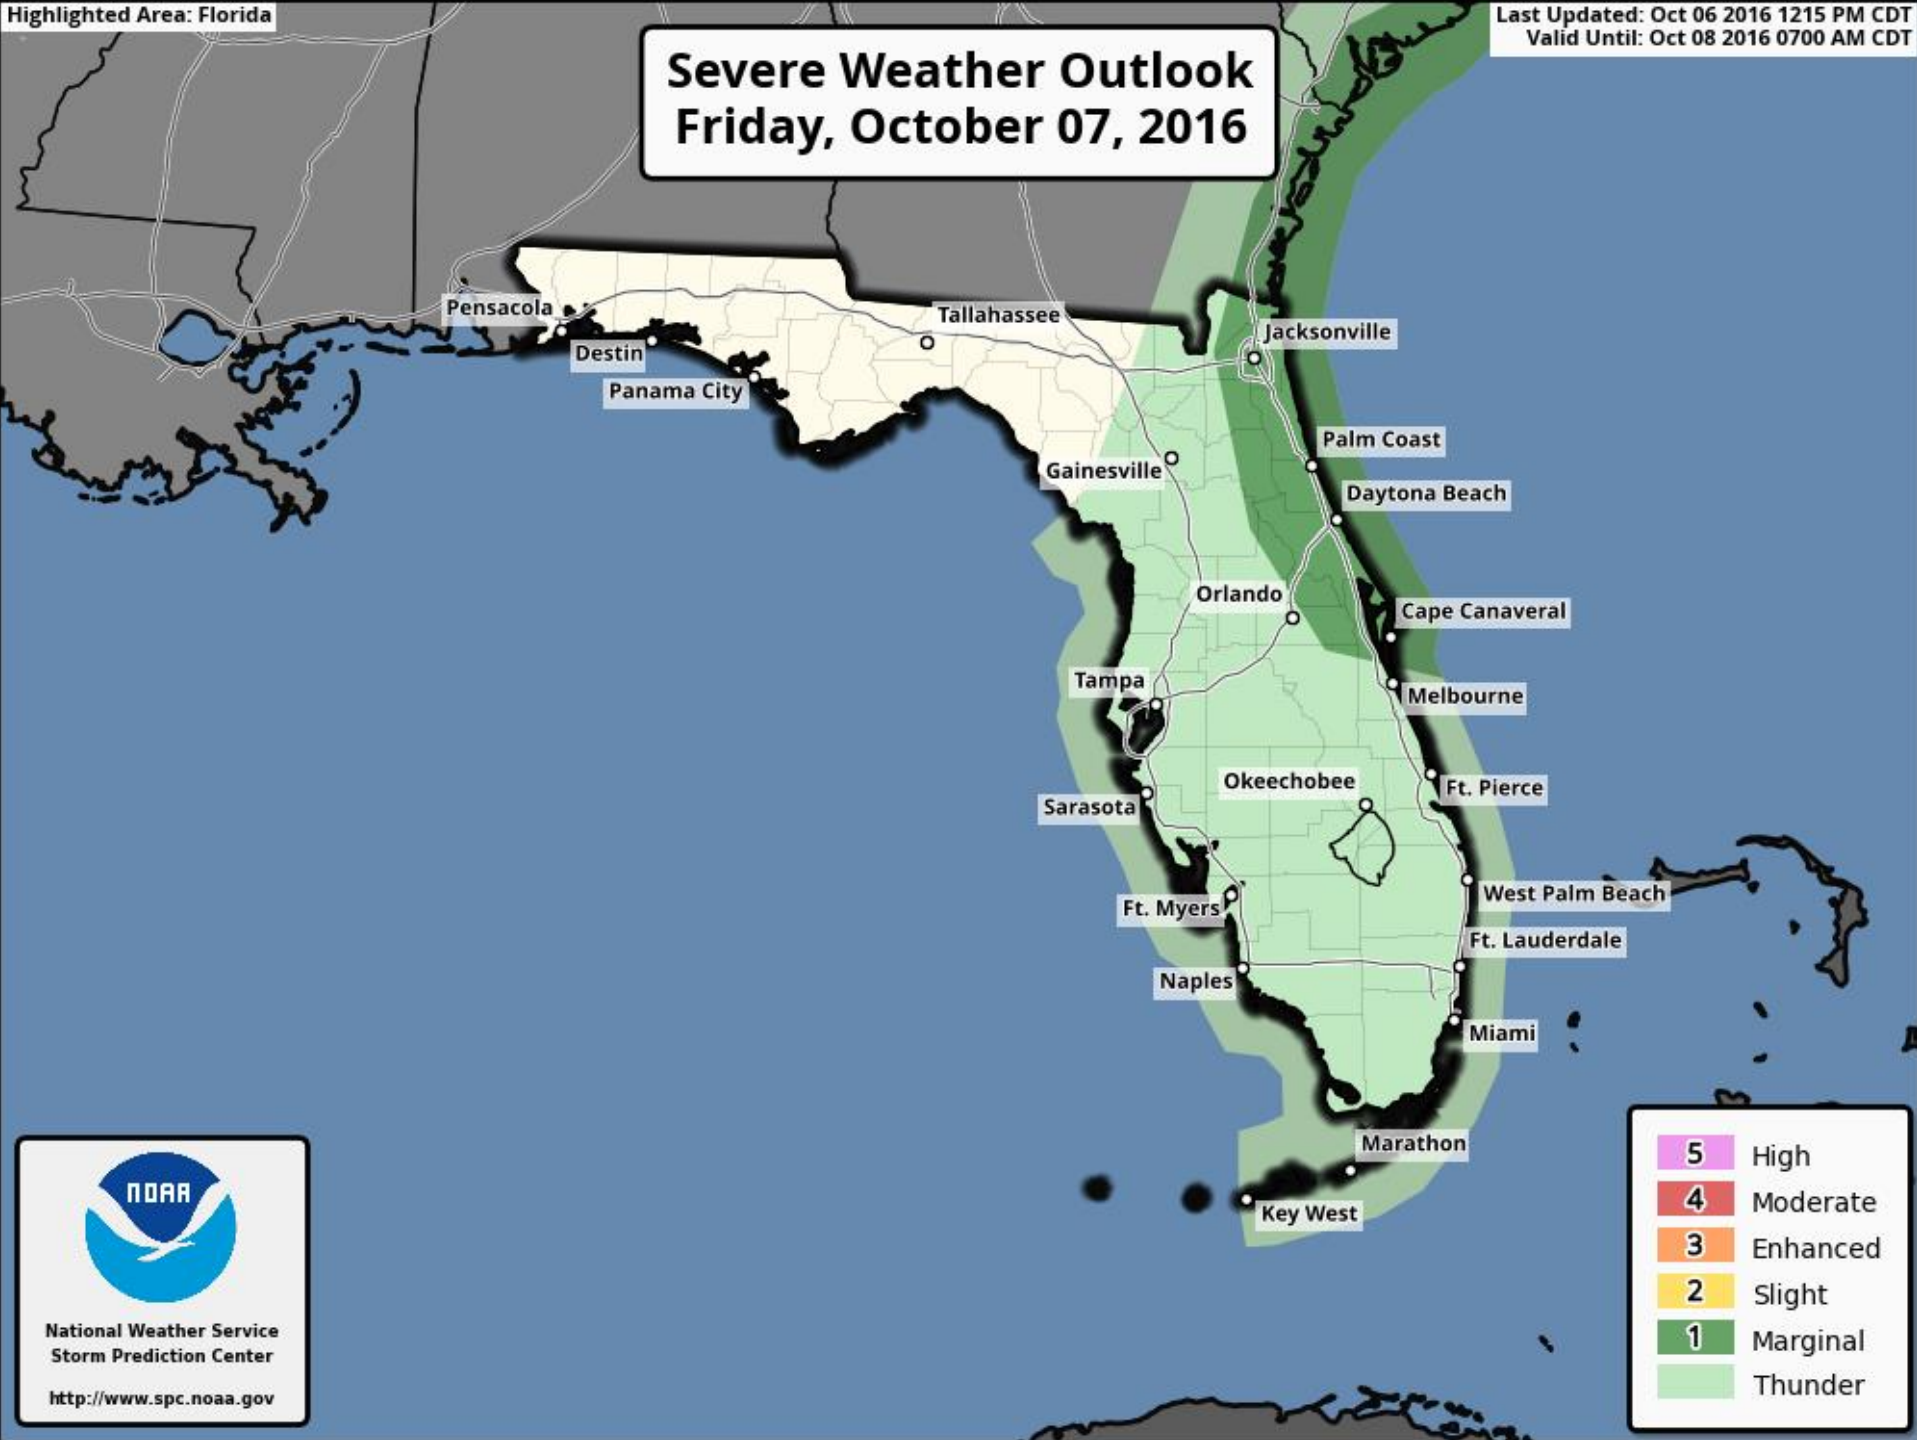 Highlighted Area: Florida
Last Updated: Oct 06 2016 1215 PM CDT
Valid Until: Oct 08 2016 0700 AM CDT
Severe Weather Outlook
Friday, October 07, 2016
Pensacola
Tallahassee
Jacksonville
Destin
Panama City
Palm Coast
Gainesville
Daytona Beach
Orlando
Cape Canaveral
Tampa
Melbourne
Okeechobee
Ft. Pierce
Sarasota
West Palm Beach
Ft. Myers
Ft. Lauderdale
Naples
Miami
Marathon
Key West
NOAA
National Weather Service
Storm Prediction Center
http://www.spc.noaa.gov
5 High
4 Moderate
3 Enhanced
2 Slight
1 Marginal
Thunder